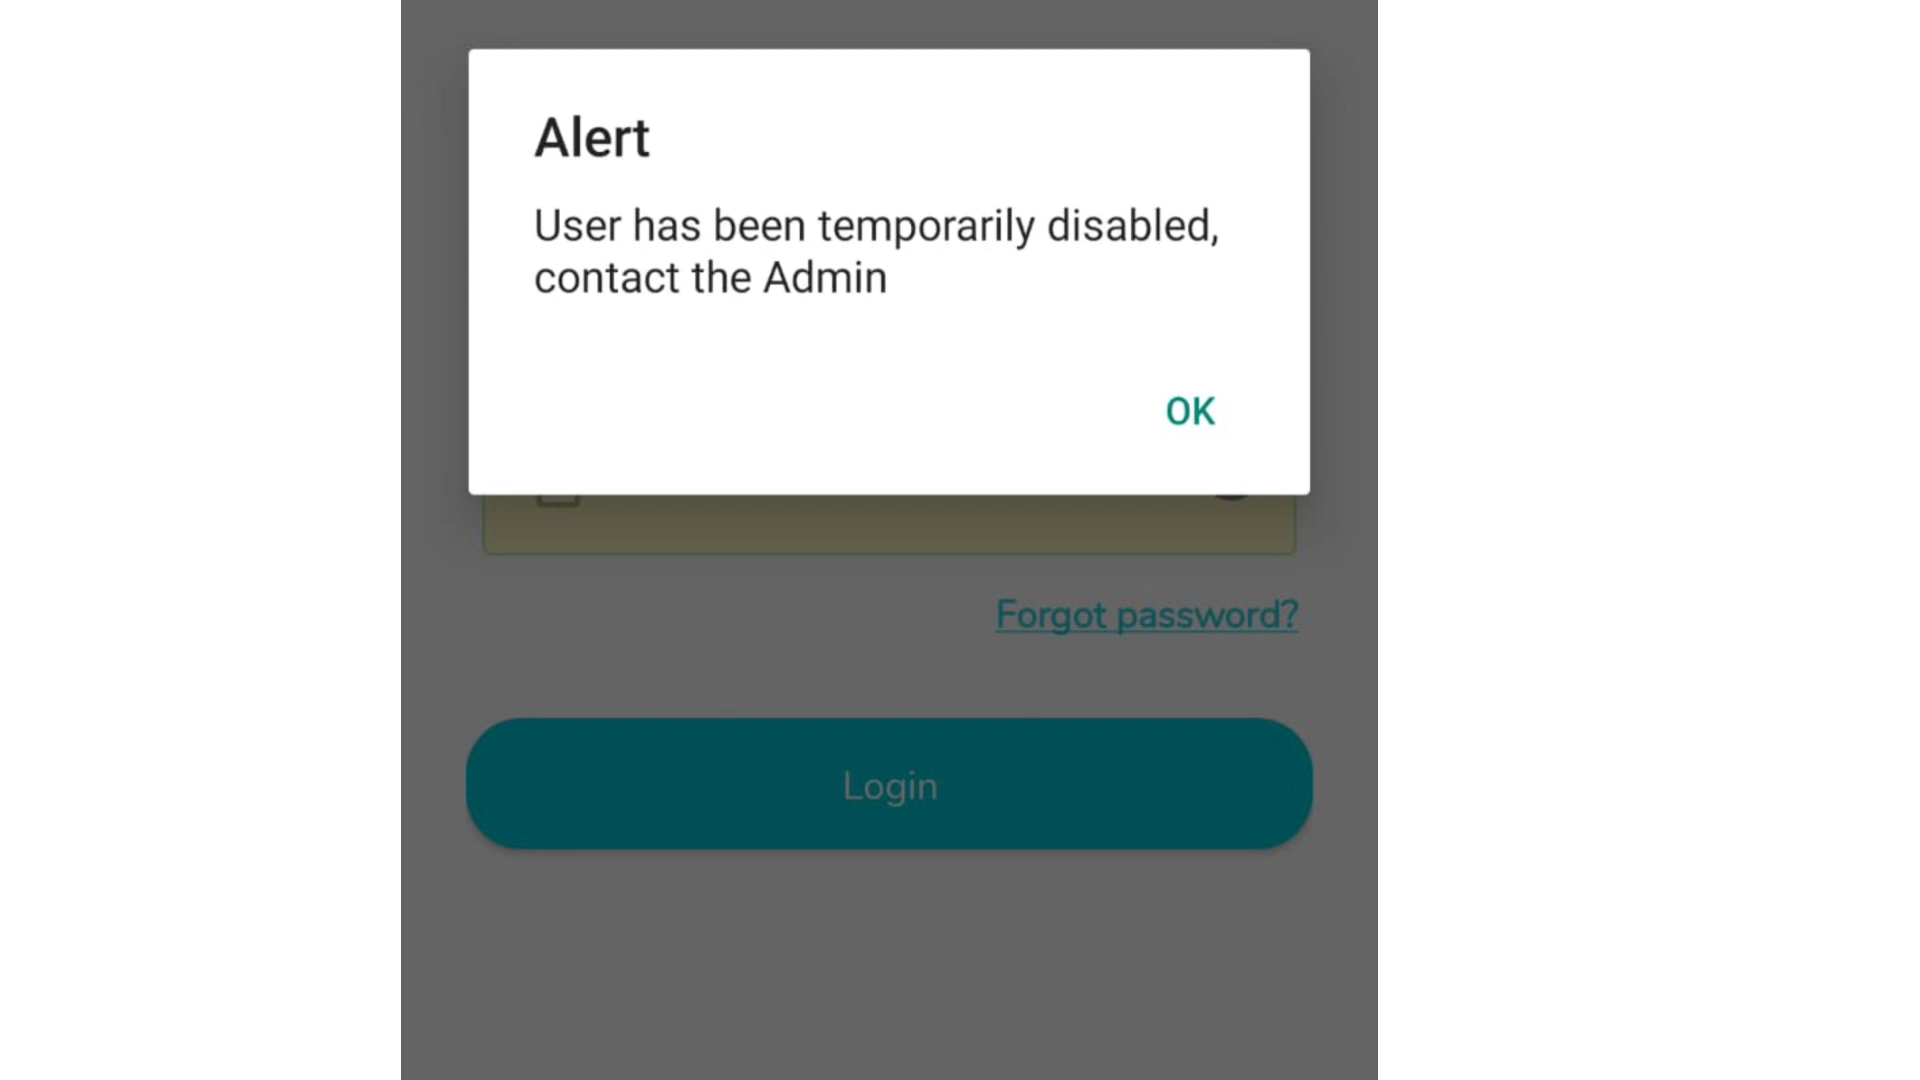 Alert
User has been temporarily disabled,
contact the Admin
OK
Forgot password?
Login